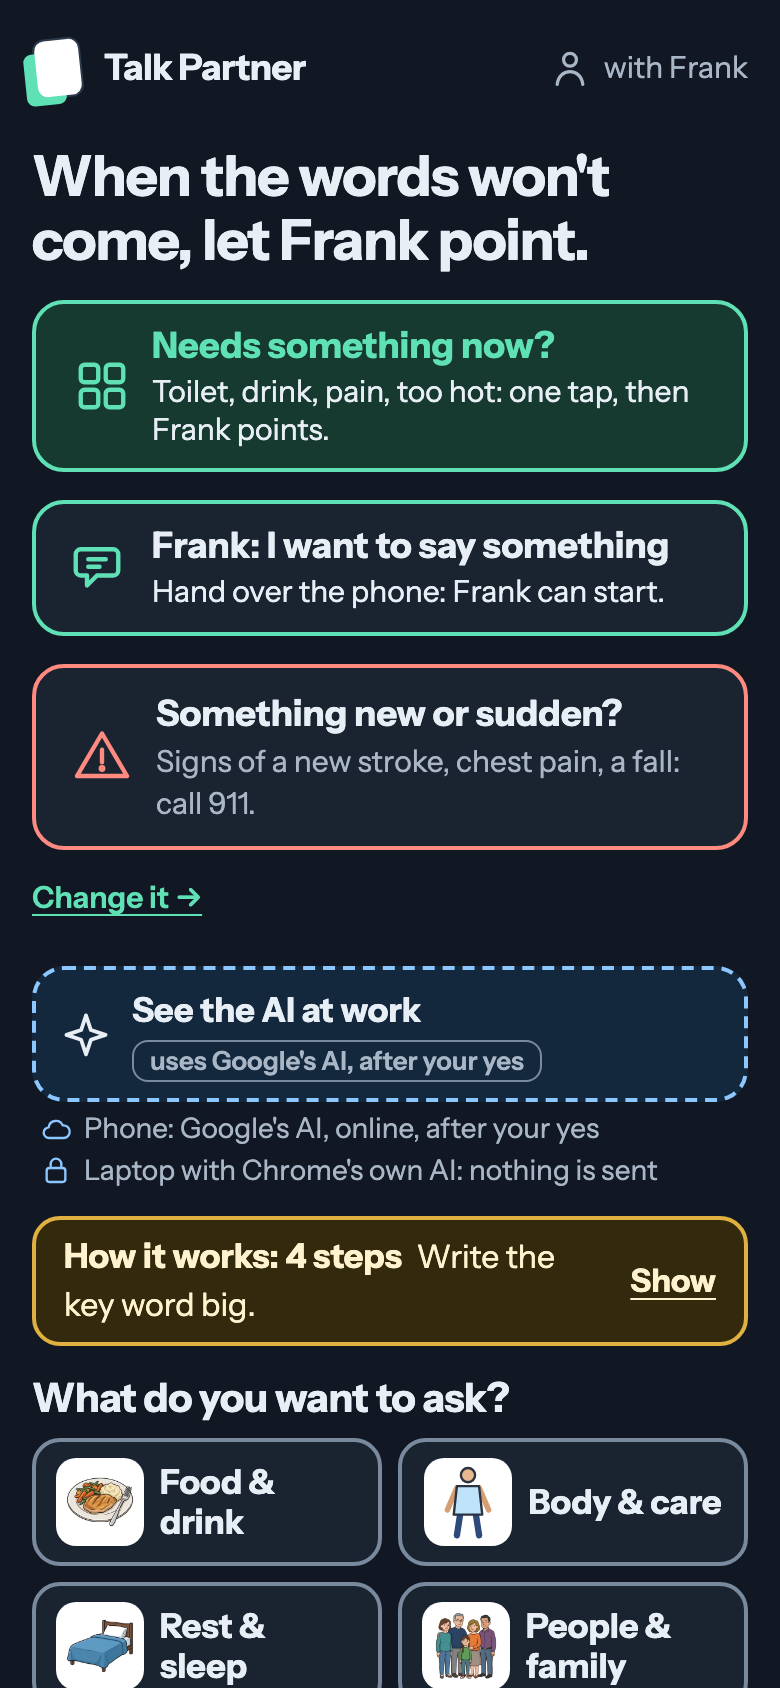 Talk Partner
with Frank
When the words won't
come, let Frank point.
Needs something now?
Toilet, drink, pain, too hot: one tap, then
Frank points.
Frank: I want to say something
Hand over the phone: Frank can start.
Something new or sudden?
Signs of a new stroke, chest pain, a fall:
call 911.
Change it →
See the AI at work
uses Google's AI, after your yes
Phone: Google's AI, online, after your yes
Laptop with Chrome's own AI: nothing is sent
How it works: 4 steps Write the
key word big.
Show
What do you want to ask?
Food &
drink
Body & care
Rest &
sleep
People &
family